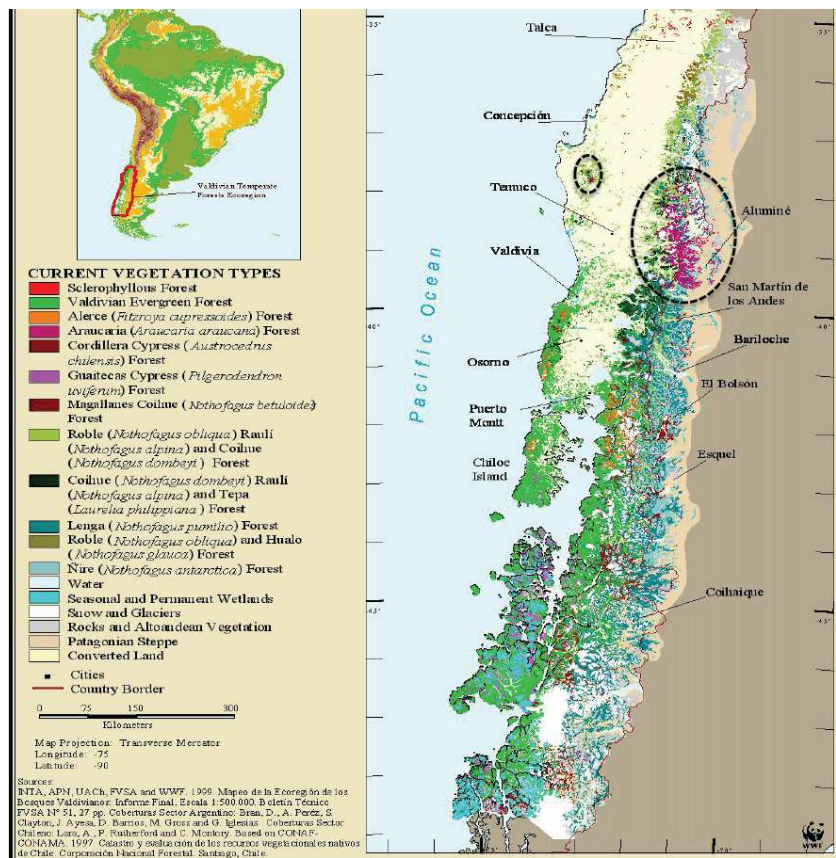 Valdivian Temperate
Forests Ecoregion
CURRENT VEGETATION TYPES
Sclerophyllous Forest
Valdivian Evergreen Forest
Alerce (Fitzroya cupressoides) Forest
Araucaria (Araucaria araucana) Forest
Cordillera Cypress (Austrocedrus
chilensis) Forest
Guaitecas Cypress (Pilgerodendron
uviferum) Forest
Magallanes Coihue (Nothofagus betuloides)
Forest
Roble (Nothofagus obliqua) Raulí
(Nothofagus alpina) and Coihue
(Nothofagus dombeyi) Forest
Coihue (Nothofagus dombeyi) Raulí
(Nothofagus alpina) and Tepa
(Laurelia philippiana) Forest
Lenga (Nothofagus pumilio) Forest
Roble (Nothofagus obliqua) and Hualo
(Nothofagus glauca) Forest
Ñire (Nothofagus antarctica) Forest
Water
Seasonal and Permanent Wetlands
Snow and Glaciers
Rocks and Altoandean Vegetation
Patagonian Steppe
Converted Land
Cities
Country Border
0 75 150 300
Kilometers
Map Projection: Transverse Mercator
Longitude: -75
Latitude: -90
Sources:
INTA, APN, UACh, FVSA and WWF. 1999. Mapeo de la Ecoregión de los
Bosques Valdivianos: Informe Final, Escala 1:500.000. Boletín Técnico
FVSA Nº 51, 27 pp. Coberturas Sector Argentino: Bran, D., A. Peréz, S.
Clayton, J. Ayesa, D. Barrios, M. Gross and G. Iglesias. Coberturas Sector
Chileno: Lara, A., P. Rutherford and C. Montory. Based on CONAF-
CONAMA. 1997. Catastro y evaluación de los recursos vegetacionales nativos
de Chile. Corporación Nacional Forestal. Santiago, Chile.
Pacific Ocean
Talca
Concepción
Temuco
Aluminé
Valdivia
San Martín de
los Andes
-40
-40
Bariloche
Osorno
El Bolsón
Puerto
Montt
Chiloe
Island
Esquel
Coihaique
-70
WWF